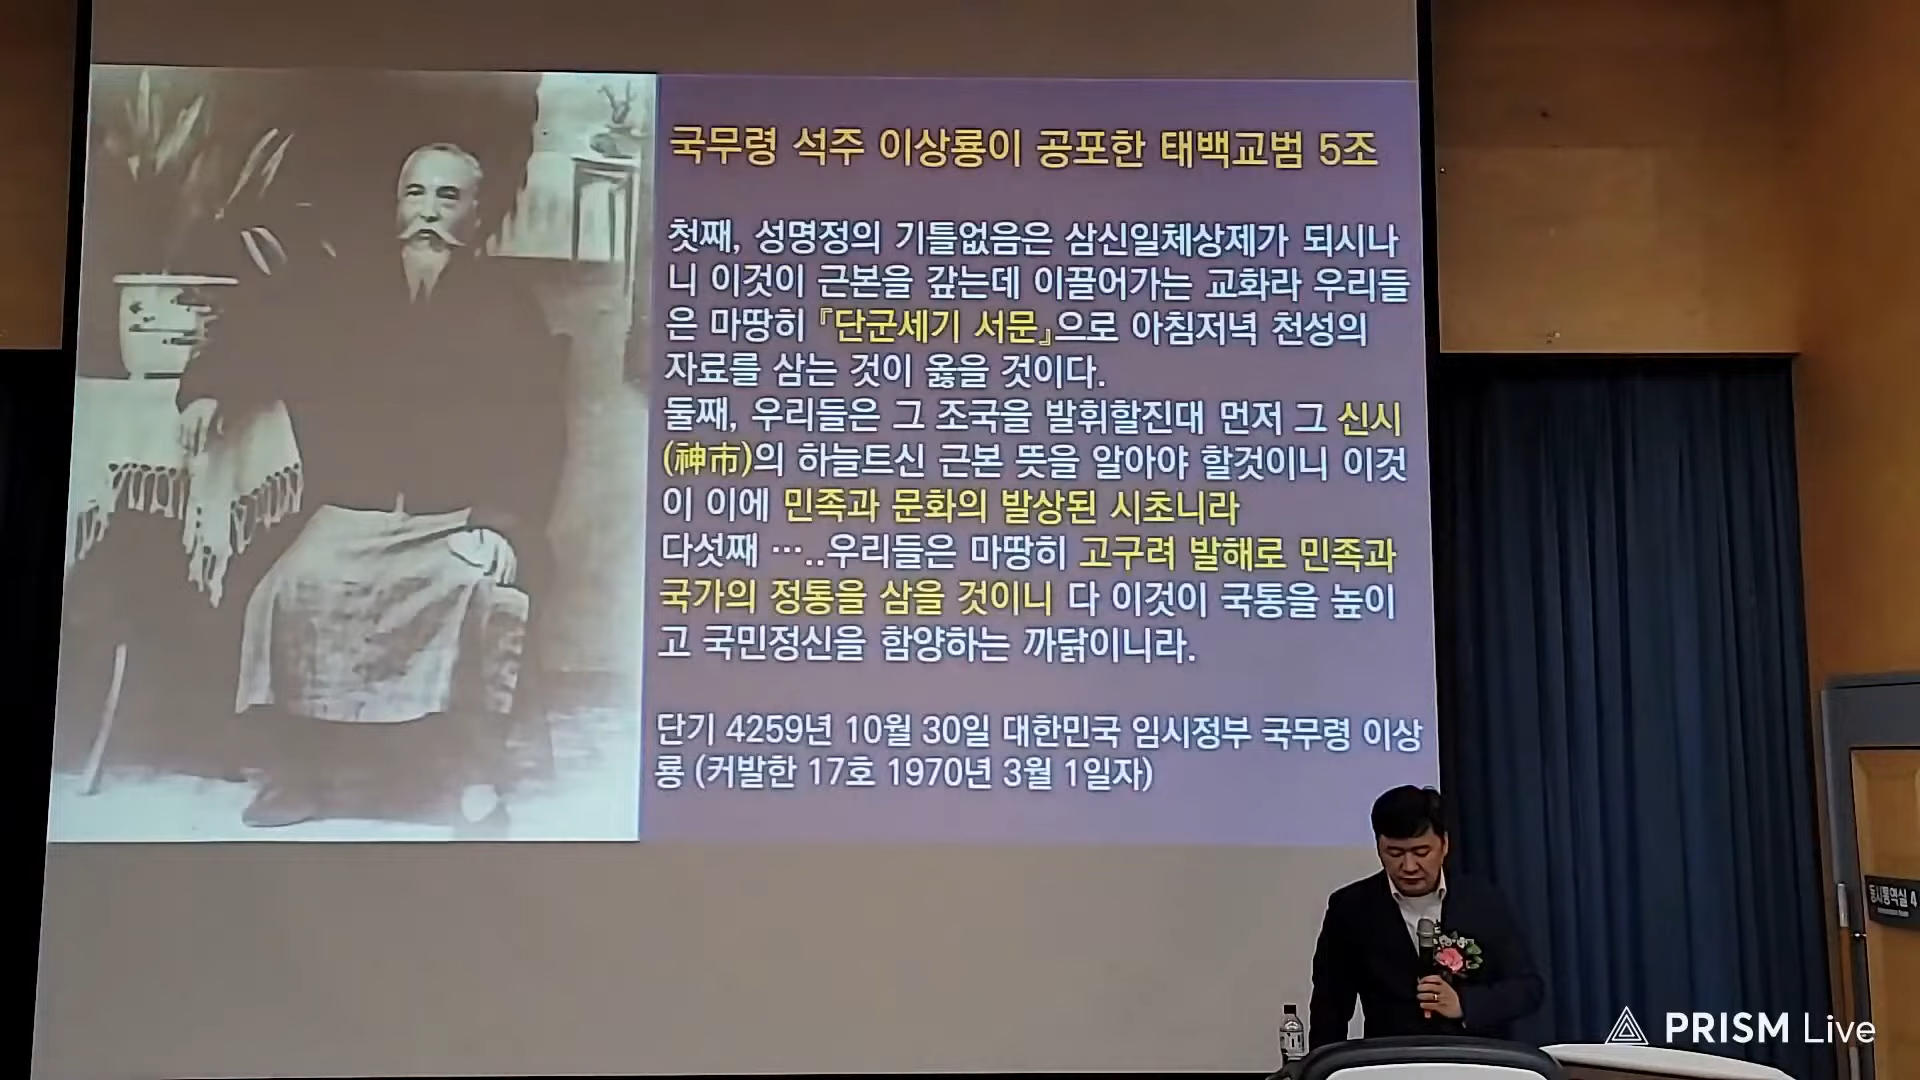 국무령 석주 이상룡이 공포한 태백교범 5조
첫째, 성명정의 기틀없음은 삼신일체상제가 되시나
니 이것이 근본을 갚는데 이끌어가는 교화라 우리들
은 마땅히 『단군세기 서문』으로 아침저녁 천성의
자료를 삼는 것이 옳을 것이다.
둘째, 우리들은 그 조국을 발휘할진대 먼저 그 신시
(神市)의 하늘트신 근본 뜻을 알아야 할것이니 이것
이 이에 민족과 문화의 발상된 시초니라
다섯째 …..우리들은 마땅히 고구려 발해로 민족과
국가의 정통을 삼을 것이니 다 이것이 국통을 높이
고 국민정신을 함양하는 까닭이니라.
단기 4259년 10월 30일 대한민국 임시정부 국무령 이상
룡 (커발한 17호 1970년 3월 1일자)
동시통역실 4
PRISM Live